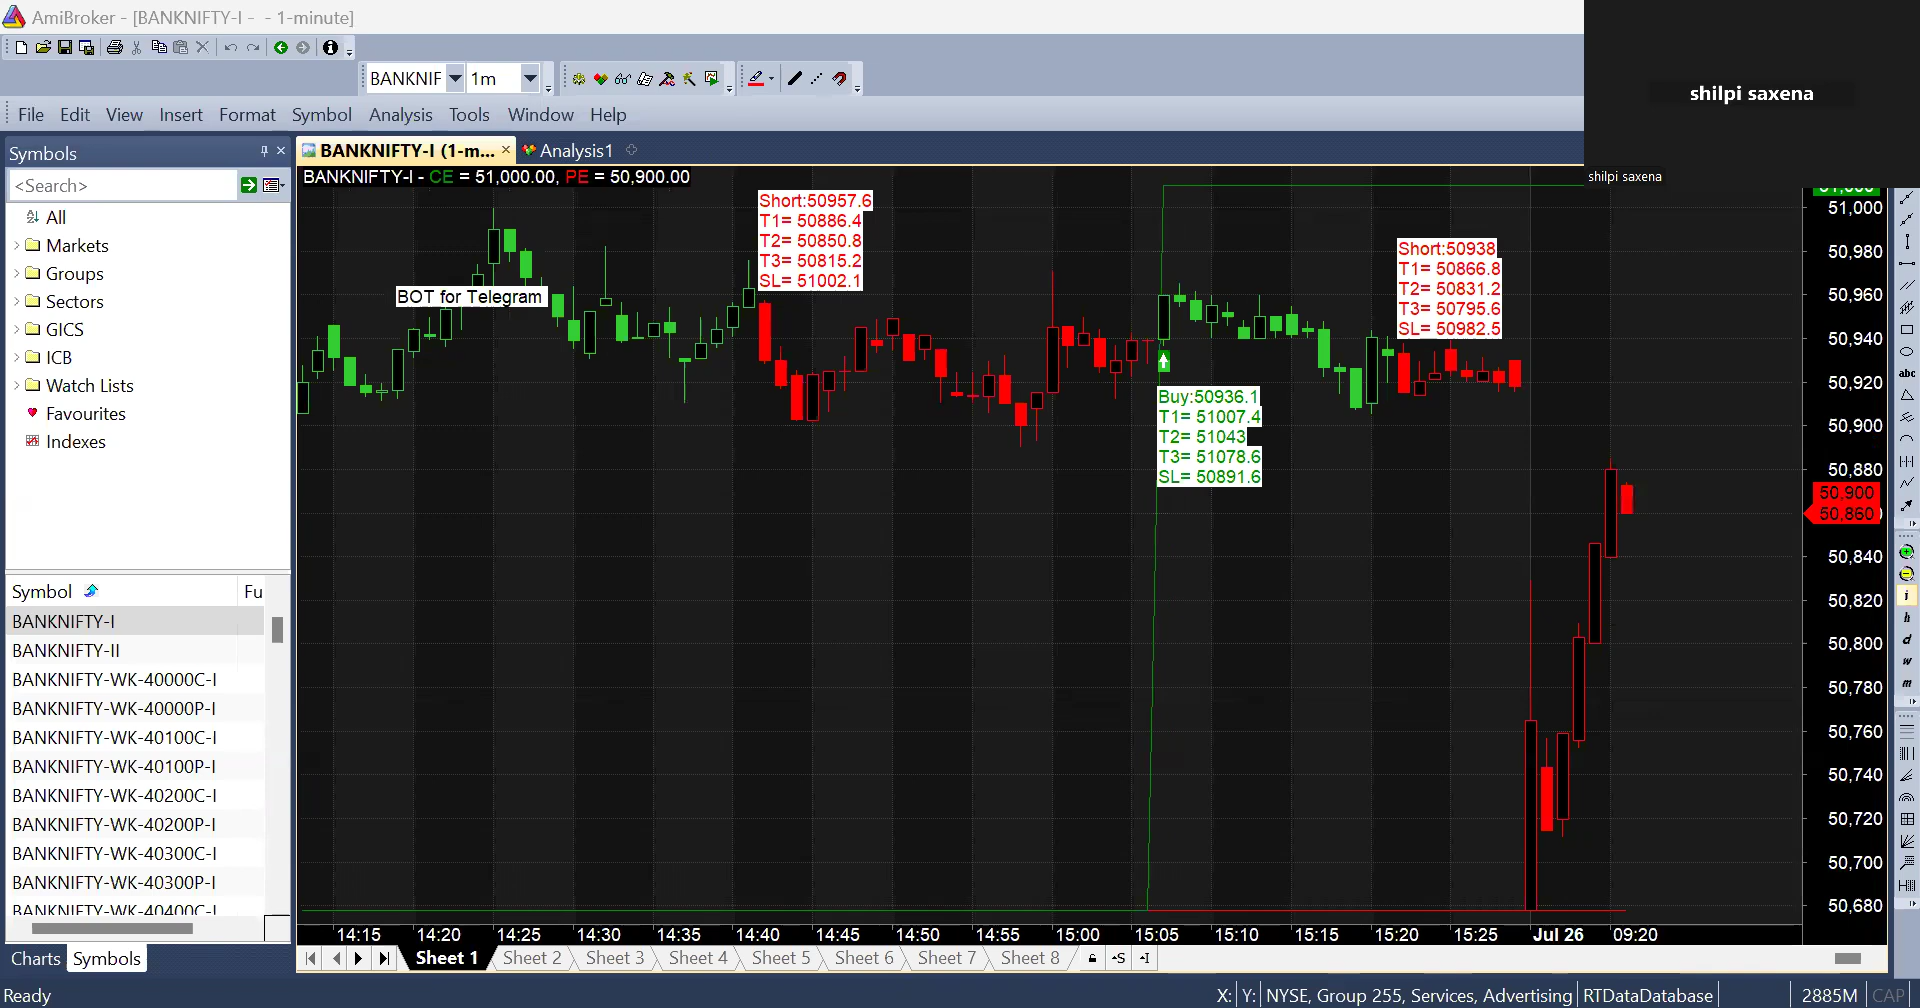 AmiBroker - [BANKNIFTY-I - - 1-minute]
BANKNIF 1m
File Edit View Insert Format Symbol Analysis Tools Window Help
shilpi saxena
shilpi saxena
Symbols
<Search>
All
Markets
Groups
Sectors
GICS
ICB
Watch Lists
Favourites
Indexes
Symbol Fu
BANKNIFTY-I
BANKNIFTY-II
BANKNIFTY-WK-40000C-I
BANKNIFTY-WK-40000P-I
BANKNIFTY-WK-40100C-I
BANKNIFTY-WK-40100P-I
BANKNIFTY-WK-40200C-I
BANKNIFTY-WK-40200P-I
BANKNIFTY-WK-40300C-I
BANKNIFTY-WK-40300P-I
BANKNIFTY-WK-40400C-I
Charts Symbols
BANKNIFTY-I (1-m... Analysis1
BANKNIFTY-I - CE = 51,000.00, PE = 50,900.00
BOT for Telegram
Short:50957.6
T1= 50886.4
T2= 50850.8
T3= 50815.2
SL= 51002.1
Buy:50936.1
T1= 51007.4
T2= 51043
T3= 51078.6
SL= 50891.6
Short:50938
T1= 50866.8
T2= 50831.2
T3= 50795.6
SL= 50982.5
51,000
50,980
50,960
50,940
50,920
50,900
50,880
50,900
50,860
50,840
50,820
50,800
50,780
50,760
50,740
50,720
50,700
50,680
abc
i
h
d
w
m
14:15 14:20 14:25 14:30 14:35 14:40 14:45 14:50 14:55 15:00 15:05 15:10 15:15 15:20 15:25 Jul 26 09:20
Sheet 1 Sheet 2 Sheet 3 Sheet 4 Sheet 5 Sheet 6 Sheet 7 Sheet 8 S I
Ready X: Y: NYSE, Group 255, Services, Advertising RTDataDatabase 2885M CAP